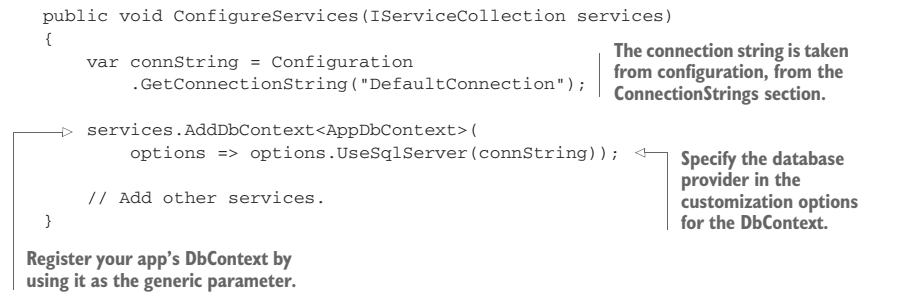 public void ConfigureServices(IServiceCollection services)
{
var connString = Configuration
.GetConnectionString("DefaultConnection");
The connection string is taken
from configuration, from the
ConnectionStrings section.
services.AddDbContext<AppDbContext>(
options => options.UseSqlServer(connString));
Specify the database
provider in the
customization options
for the DbContext.
// Add other services.
}
Register your app's DbContext by
using it as the generic parameter.